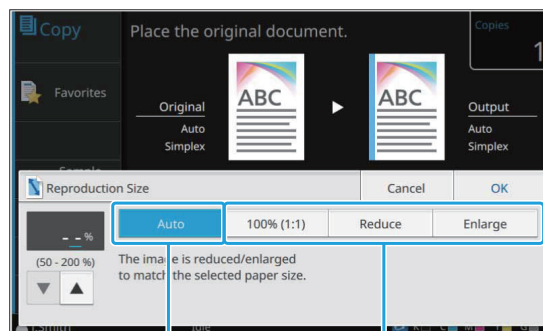 Copy
Place the original document.
Copies
1
Favorites
Original
Auto
Simplex
ABC
ABC
Output
Auto
Simplex
Sample
Reproduction Size
Cancel
OK
- - %
(50 - 200 %)
Auto
100% (1:1)
Reduce
Enlarge
The image is reduced/enlarged
to match the selected paper size.